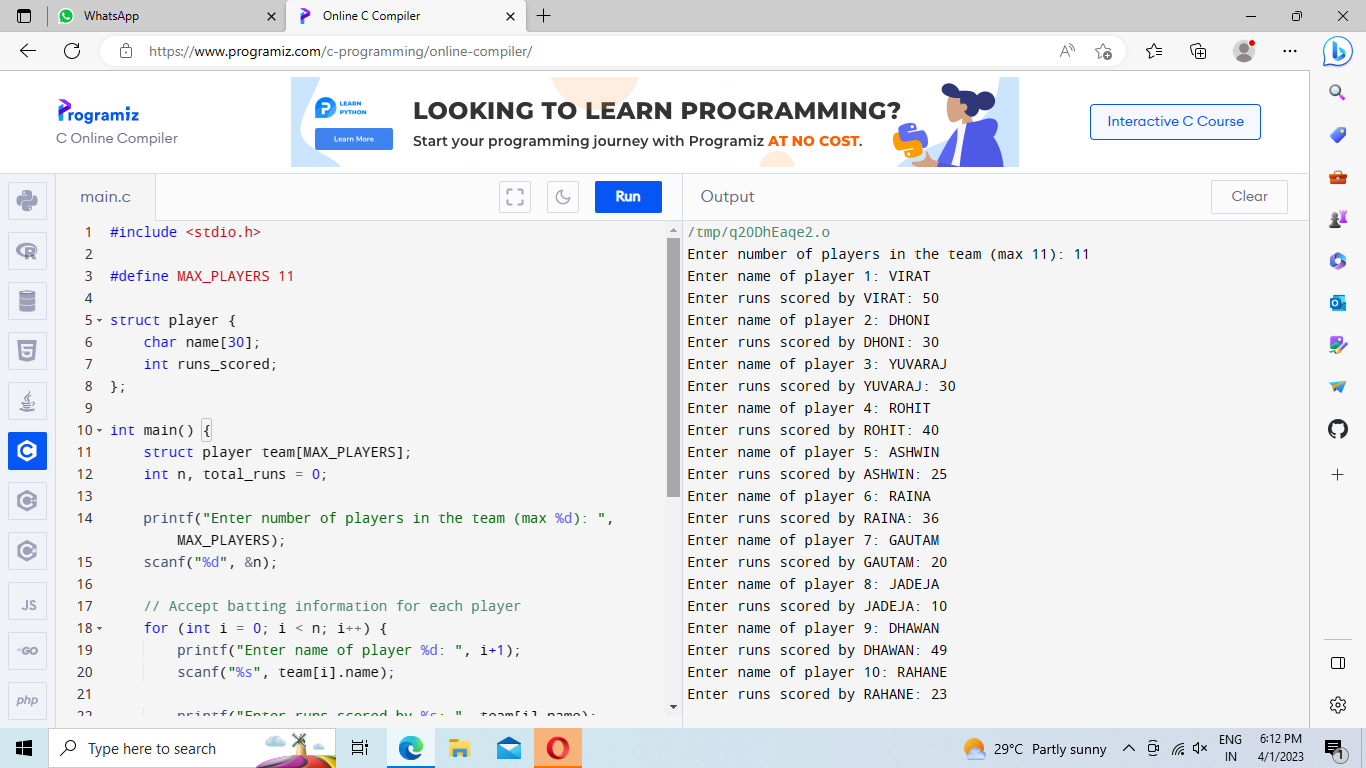 WhatsApp
Online C Compiler
https://www.programiz.com/c-programming/online-compiler/
Programiz
C Online Compiler
LEARN
PYTHON
Learn More
LOOKING TO LEARN PROGRAMMING?
Start your programming journey with Programiz AT NO COST.
Interactive C Course
main.c
Run
Output
Clear
1 #include <stdio.h>
2
3 #define MAX_PLAYERS 11
4
5 struct player {
6 char name[30];
7 int runs_scored;
8 };
9
10 int main() {
11 struct player team[MAX_PLAYERS];
12 int n, total_runs = 0;
13
14 printf("Enter number of players in the team (max %d): ",
MAX_PLAYERS);
15 scanf("%d", &n);
16
17 // Accept batting information for each player
18 for (int i = 0; i < n; i++) {
19 printf("Enter name of player %d: ", i+1);
20 scanf("%s", team[i].name);
21
22 printf("Enter runs scored by %s: ", team[i].name);
/tmp/q2ODhEaqe2.o
Enter number of players in the team (max 11): 11
Enter name of player 1: VIRAT
Enter runs scored by VIRAT: 50
Enter name of player 2: DHONI
Enter runs scored by DHONI: 30
Enter name of player 3: YUVARAJ
Enter runs scored by YUVARAJ: 30
Enter name of player 4: ROHIT
Enter runs scored by ROHIT: 40
Enter name of player 5: ASHWIN
Enter runs scored by ASHWIN: 25
Enter name of player 6: RAINA
Enter runs scored by RAINA: 36
Enter name of player 7: GAUTAM
Enter runs scored by GAUTAM: 20
Enter name of player 8: JADEJA
Enter runs scored by JADEJA: 10
Enter name of player 9: DHAWAN
Enter runs scored by DHAWAN: 49
Enter name of player 10: RAHANE
Enter runs scored by RAHANE: 23
JS
GO
php
Type here to search
29°C Partly sunny
ENG
IN
6:12 PM
4/1/2023
1